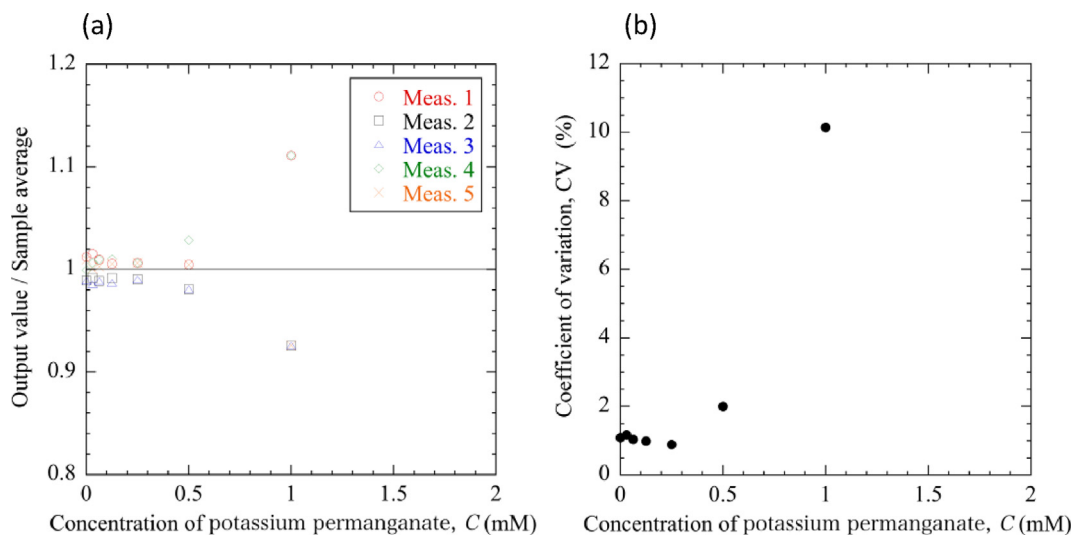 (a)
1.2
1.1
1
0.9
0.8
Output value / Sample average
Meas. 1
Meas. 2
Meas. 3
Meas. 4
Meas. 5
0 0.5 1 1.5 2
Concentration of potassium permanganate, C (mM)
(b)
12
10
8
6
4
2
0
Coefficient of variation, CV (%)
0 0.5 1 1.5 2
Concentration of potassium permanganate, C (mM)